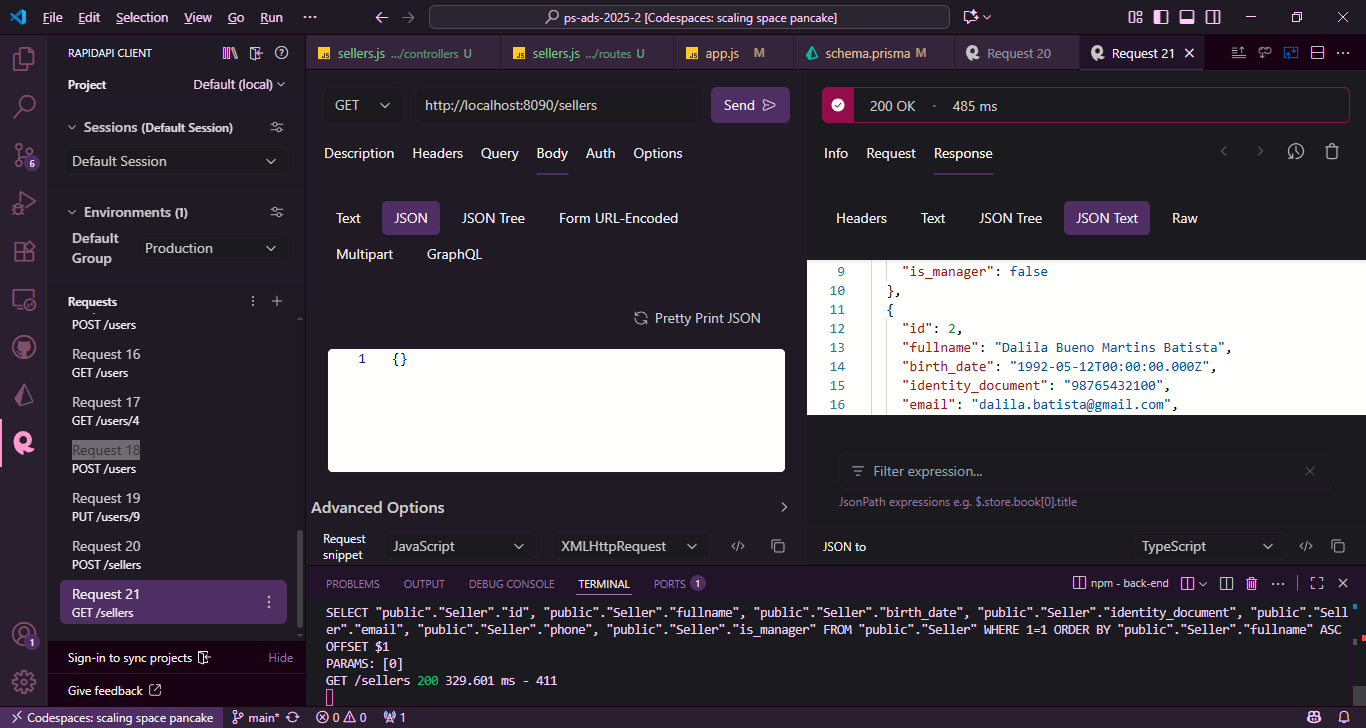 File Edit Selection View Go Run ··· ps-ads-2025-2 [Codespaces: scaling space pancake]
RAPIDAPI CLIENT
sellers.js .../controllers U
sellers.js .../routes U
app.js M
schema.prisma M
Request 20
Request 21
Project Default (local)
Sessions (Default Session)
Default Session
Environments (1)
Default
Group
Production
Requests
POST /users
Request 16
GET /users
Request 17
GET /users/4
Request 18
POST /users
Request 19
PUT /users/9
Request 20
POST /sellers
Request 21
GET /sellers
Sign-in to sync projects Hide
Give feedback
6
1
GET http://localhost:8090/sellers Send
Description Headers Query Body Auth Options
Text JSON JSON Tree Form URL-Encoded
Multipart GraphQL
Pretty Print JSON
1 {}
Advanced Options
Request
snippet
JavaScript XMLHttpRequest
200 OK · 485 ms
Info Request Response
Headers Text JSON Tree JSON Text Raw
9 "is_manager": false
10 },
11 {
12 "id": 2,
13 "fullname": "Dalila Bueno Martins Batista",
14 "birth_date": "1992-05-12T00:00:00.000Z",
15 "identity_document": "98765432100",
16 "email": "dalila.batista@gmail.com",
Filter expression...
JsonPath expressions e.g. $.store.book[0].title
JSON to TypeScript
PROBLEMS OUTPUT DEBUG CONSOLE TERMINAL PORTS 1 npm - back-end
SELECT "public"."Seller"."id", "public"."Seller"."fullname", "public"."Seller"."birth_date", "public"."Seller"."identity_document", "public"."Sell
er"."email", "public"."Seller"."phone", "public"."Seller"."is_manager" FROM "public"."Seller" WHERE 1=1 ORDER BY "public"."Seller"."fullname" ASC
OFFSET $1
PARAMS: [0]
GET /sellers 200 329.601 ms - 411
Codespaces: scaling space pancake main* 0 0 1